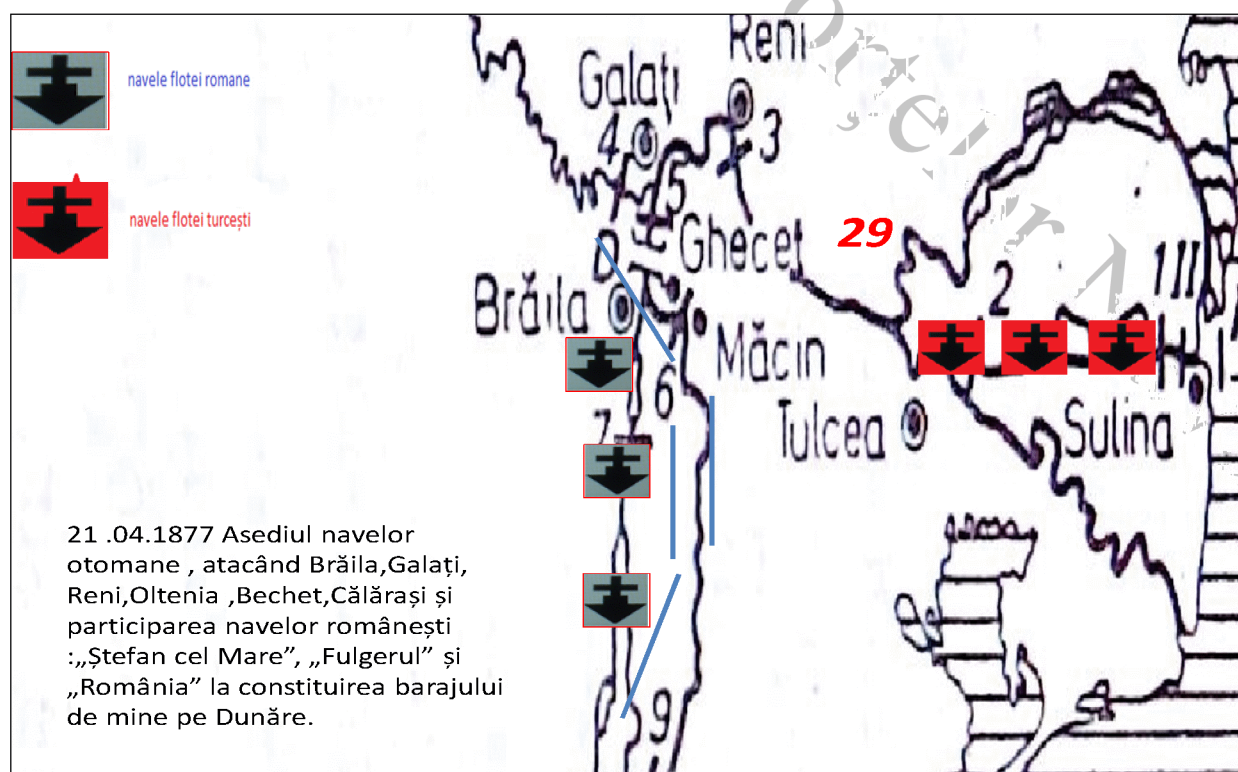 navele flotei romane
navele flotei turcești
Reni
Galați
4
3
5
Ghecet
29
2
1 II
Brăila
Măcin
6
Tulcea
Sulina
7
21 .04.1877 Asediul navelor
otomane , atacând Brăila,Galați,
Reni,Oltenia ,Bechet,Călărași și
participarea navelor românești
:„Ștefan cel Mare”, „Fulgerul” și
„România” la constituirea barajului
de mine pe Dunăre.
9